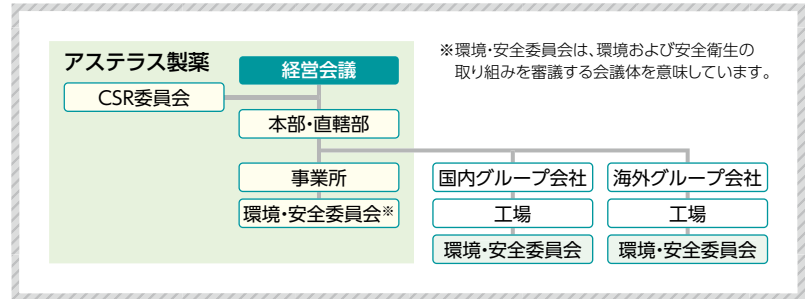 アステラス製薬
経営会議
CSR委員会
本部・直轄部
事業所
環境・安全委員会※
国内グループ会社
工場
環境・安全委員会
海外グループ会社
工場
環境・安全委員会
※環境・安全委員会は、環境および安全衛生の
取り組みを審議する会議体を意味しています。